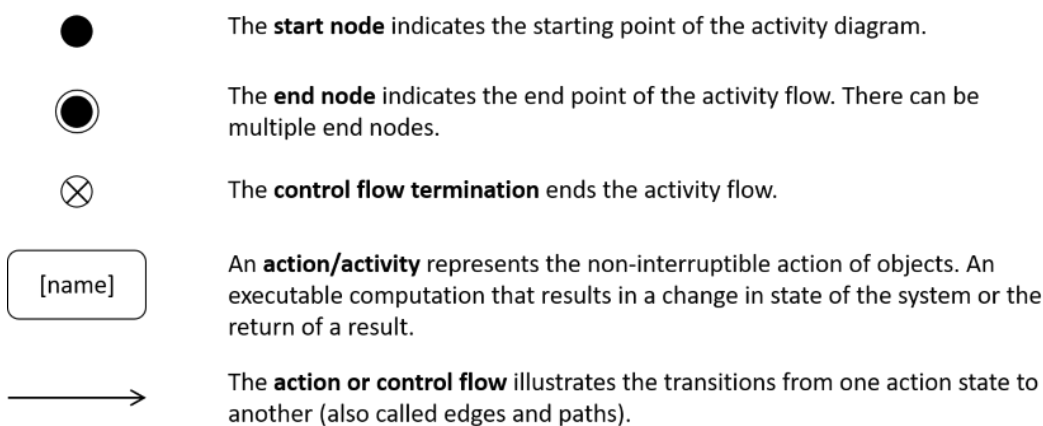 The start node indicates the starting point of the activity diagram.
The end node indicates the end point of the activity flow. There can be
multiple end nodes.
The control flow termination ends the activity flow.
[name]
An action/activity represents the non-interruptible action of objects. An
executable computation that results in a change in state of the system or the
return of a result.
The action or control flow illustrates the transitions from one action state to
another (also called edges and paths).